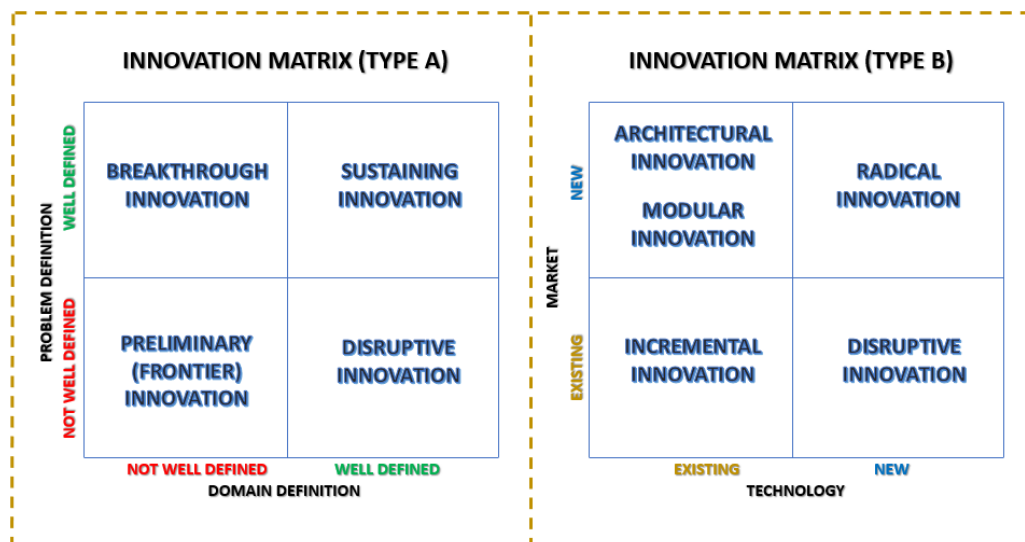 INNOVATION MATRIX (TYPE A)
PROBLEM DEFINITION
WELL DEFINED
NOT WELL DEFINED
BREAKTHROUGH
INNOVATION
SUSTAINING
INNOVATION
PRELIMINARY
(FRONTIER)
INNOVATION
DISRUPTIVE
INNOVATION
NOT WELL DEFINED
WELL DEFINED
DOMAIN DEFINITION
INNOVATION MATRIX (TYPE B)
MARKET
NEW
EXISTING
ARCHITECTURAL
INNOVATION
MODULAR
INNOVATION
RADICAL
INNOVATION
INCREMENTAL
INNOVATION
DISRUPTIVE
INNOVATION
EXISTING
NEW
TECHNOLOGY